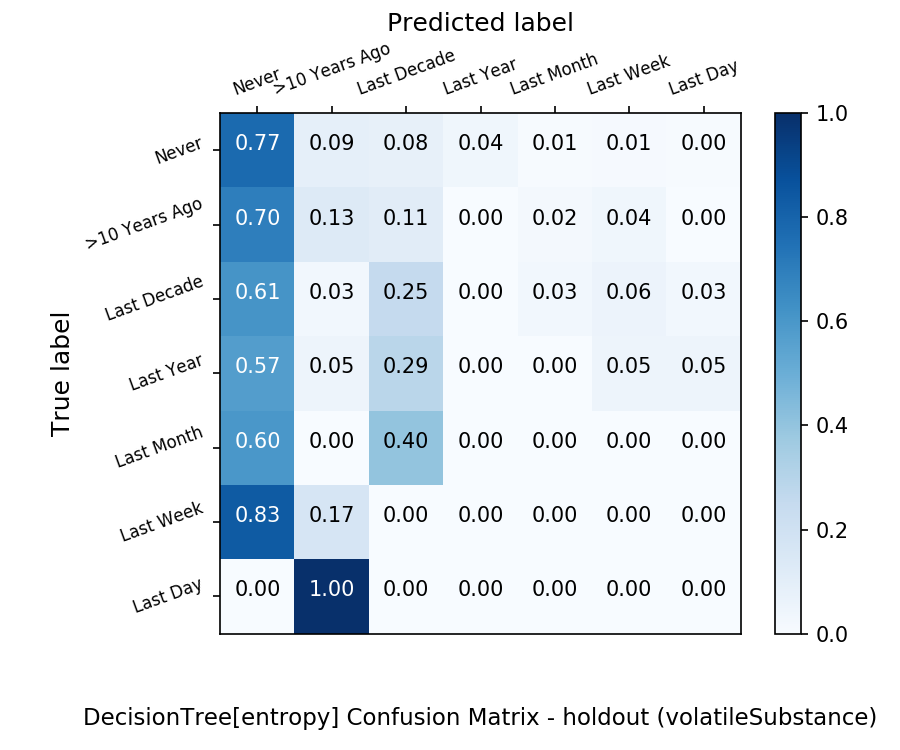 Predicted label
Never >10 Years Ago Last Decade Last Year Last Month Last Week Last Day
True label
Never 0.77 0.09 0.08 0.04 0.01 0.01 0.00
>10 Years Ago 0.70 0.13 0.11 0.00 0.02 0.04 0.00
Last Decade 0.61 0.03 0.25 0.00 0.03 0.06 0.03
Last Year 0.57 0.05 0.29 0.00 0.00 0.05 0.05
Last Month 0.60 0.00 0.40 0.00 0.00 0.00 0.00
Last Week 0.83 0.17 0.00 0.00 0.00 0.00 0.00
Last Day 0.00 1.00 0.00 0.00 0.00 0.00 0.00
1.0
0.8
0.6
0.4
0.2
0.0
DecisionTree[entropy] Confusion Matrix - holdout (volatileSubstance)